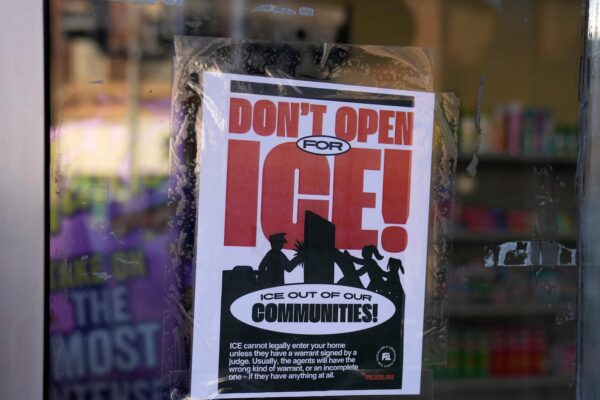 DON'T OPEN
FOR
ICE!
ICE OUT OF OUR
COMMUNITIES!
ICE cannot legally enter your home
unless they have a warrant signed by a
judge. Usually, the agents will have the
wrong kind of warrant, or an incomplete
one – if they have anything at all.
PSL
THE
MOST